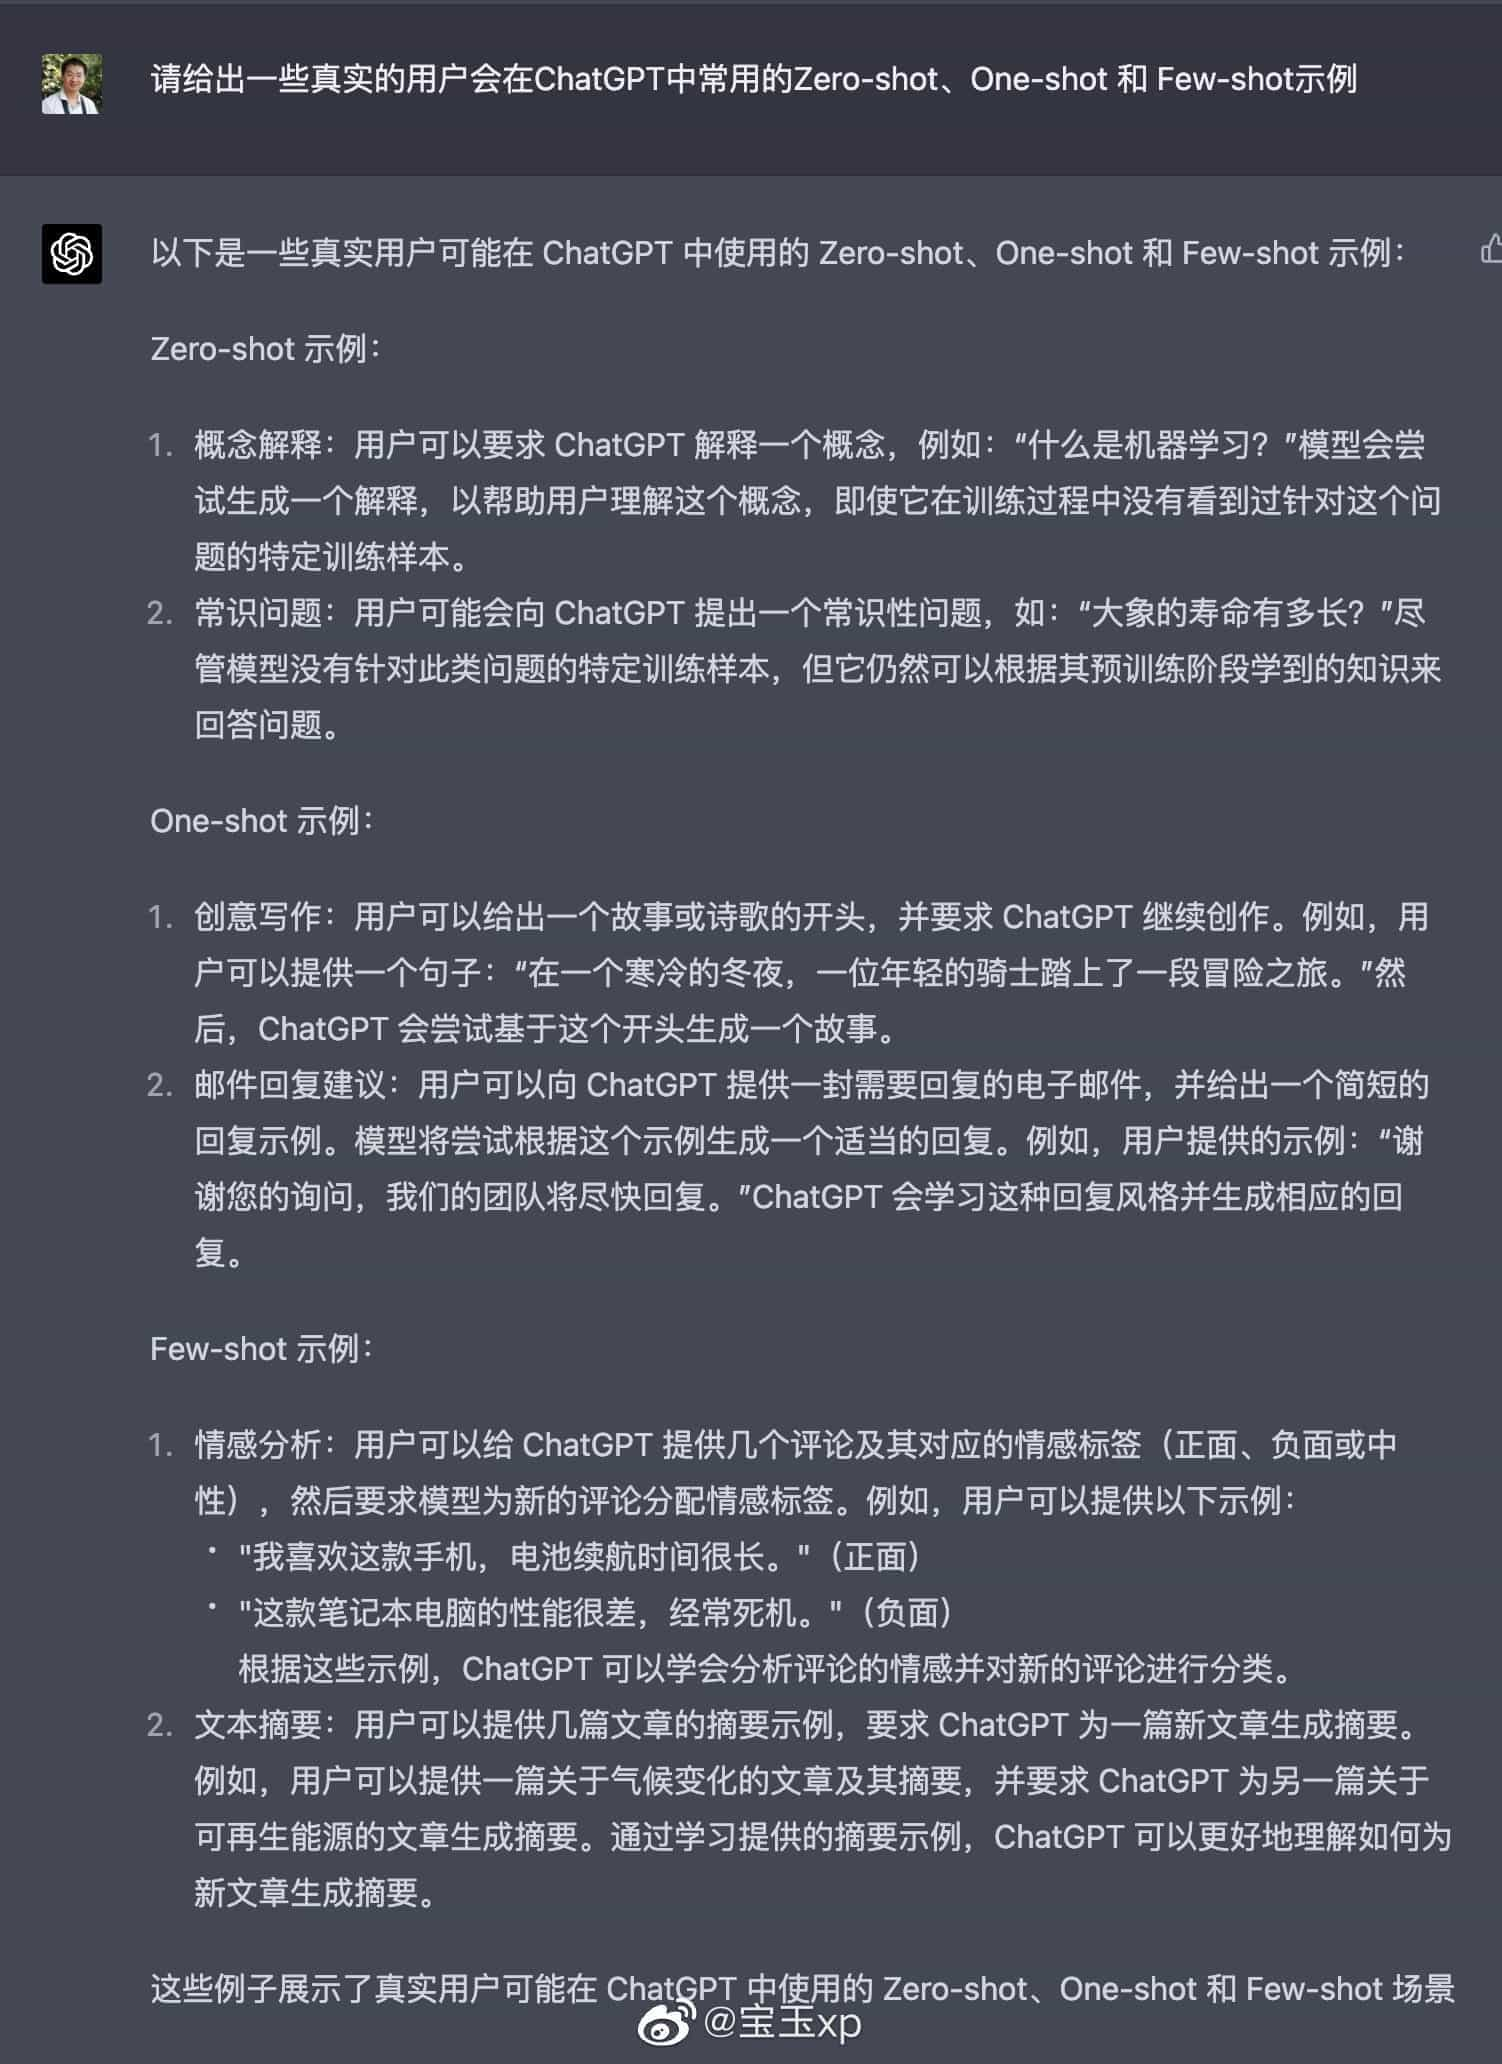 请给出一些真实的用户会在ChatGPT中常用的Zero-shot、One-shot 和 Few-shot示例
以下是一些真实用户可能在 ChatGPT 中使用的 Zero-shot、One-shot 和 Few-shot 示例：
Zero-shot 示例：
1. 概念解释：用户可以要求 ChatGPT 解释一个概念，例如：“什么是机器学习？”模型会尝
试生成一个解释，以帮助用户理解这个概念，即使它在训练过程中没有看到过针对这个问
题的特定训练样本。
2. 常识问题：用户可能会向 ChatGPT 提出一个常识性问题，如：“大象的寿命有多长？”尽
管模型没有针对此类问题的特定训练样本，但它仍然可以根据其预训练阶段学到的知识来
回答问题。
One-shot 示例：
1. 创意写作：用户可以给出一个故事或诗歌的开头，并要求 ChatGPT 继续创作。例如，用
户可以提供一个句子：“在一个寒冷的冬夜，一位年轻的骑士踏上了一段冒险之旅。”然
后，ChatGPT 会尝试基于这个开头生成一个故事。
2. 邮件回复建议：用户可以向 ChatGPT 提供一封需要回复的电子邮件，并给出一个简短的
回复示例。模型将尝试根据这个示例生成一个适当的回复。例如，用户提供的示例：“谢
谢您的询问，我们的团队将尽快回复。”ChatGPT 会学习这种回复风格并生成相应的回
复。
Few-shot 示例：
1. 情感分析：用户可以给 ChatGPT 提供几个评论及其对应的情感标签（正面、负面或中
性），然后要求模型为新的评论分配情感标签。例如，用户可以提供以下示例：
• "我喜欢这款手机，电池续航时间很长。"（正面）
• "这款笔记本电脑的性能很差，经常死机。"（负面）
根据这些示例，ChatGPT 可以学会分析评论的情感并对新的评论进行分类。
2. 文本摘要：用户可以提供几篇文章的摘要示例，要求 ChatGPT 为一篇新文章生成摘要。
例如，用户可以提供一篇关于气候变化的文章及其摘要，并要求 ChatGPT 为另一篇关于
可再生能源的文章生成摘要。通过学习提供的摘要示例，ChatGPT 可以更好地理解如何为
新文章生成摘要。
这些例子展示了真实用户可能在 ChatGPT 中使用的 Zero-shot、One-shot 和 Few-shot 场景
@宝玉xp